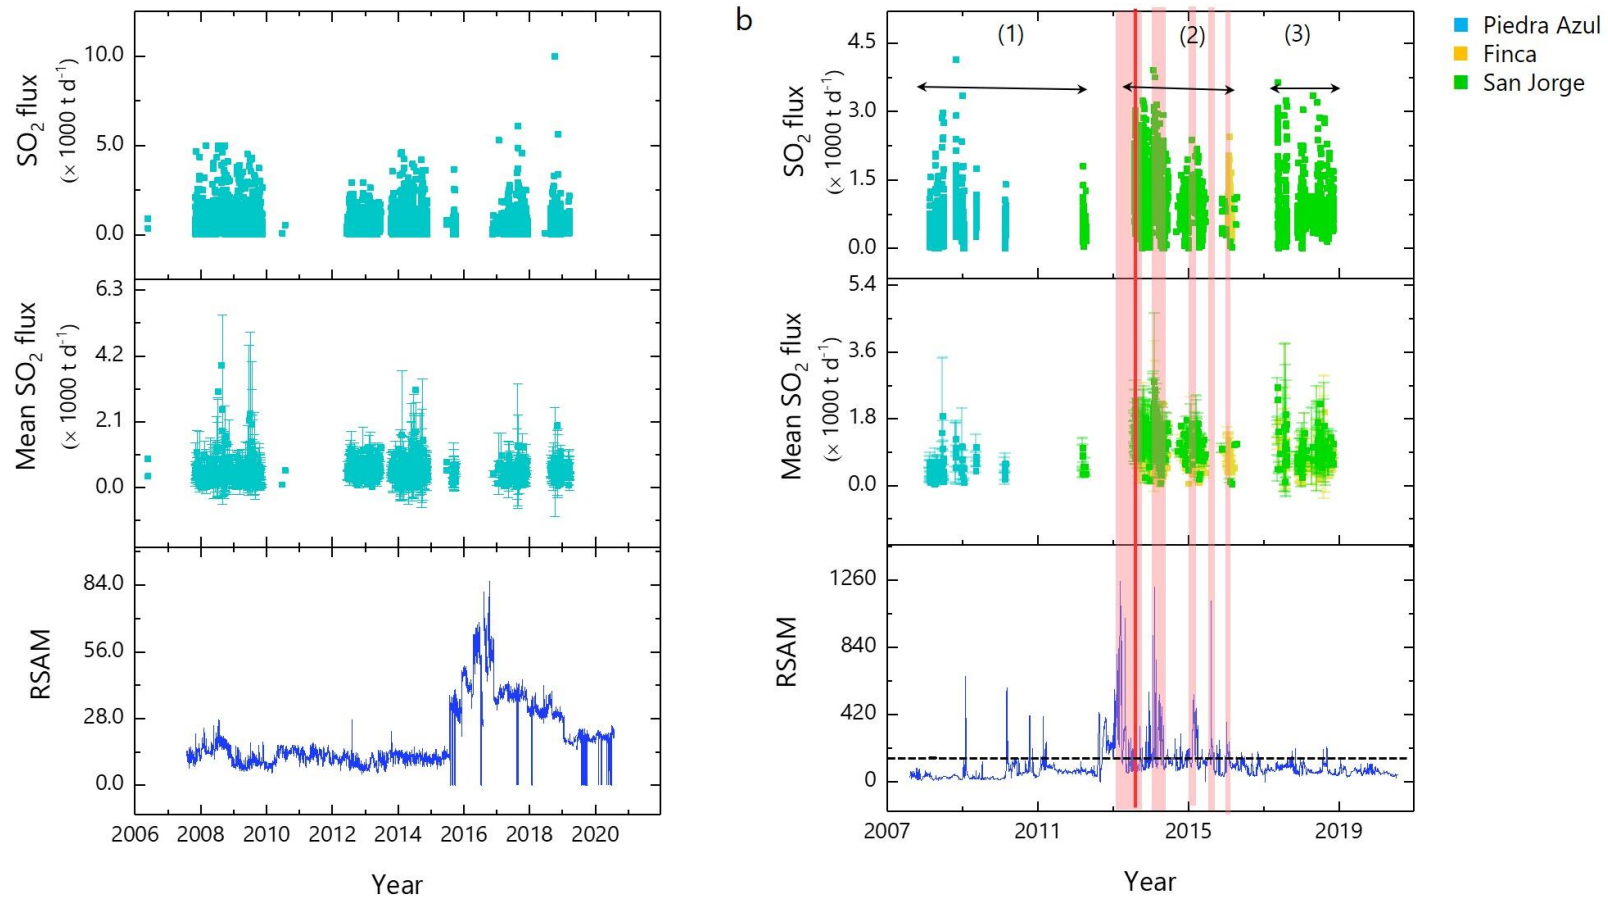 SO2 flux
(× 1000 t d-1)
10.0
5.0
0.0
Mean SO2 flux
(× 1000 t d-1)
6.3
4.2
2.1
0.0
RSAM
84.0
56.0
28.0
0.0
2006 2008 2010 2012 2014 2016 2018 2020
Year
b
SO2 flux
(× 1000 t d-1)
4.5
3.0
1.5
0.0
(1) (2) (3)
Mean SO2 flux
(× 1000 t d-1)
5.4
3.6
1.8
0.0
RSAM
1260
840
420
0
2007 2011 2015 2019
Year
Piedra Azul
Finca
San Jorge